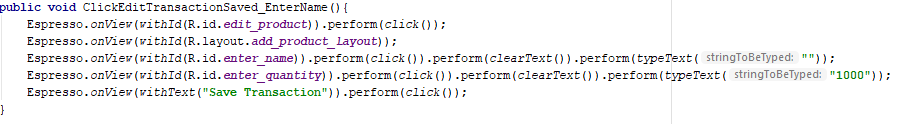 public void ClickEditTransactionSaved_EnterName(){
Espresso.onView(withId(R.id.edit_product)).perform(click());
Espresso.onView(withId(R.layout.add_product_layout));
Espresso.onView(withId(R.id.enter_name)).perform(click()).perform(clearText()).perform(typeText( stringToBeTyped: ""));
Espresso.onView(withId(R.id.enter_quantity)).perform(click()).perform(clearText()).perform(typeText( stringToBeTyped: "1000"));
Espresso.onView(withText("Save Transaction")).perform(click());
}